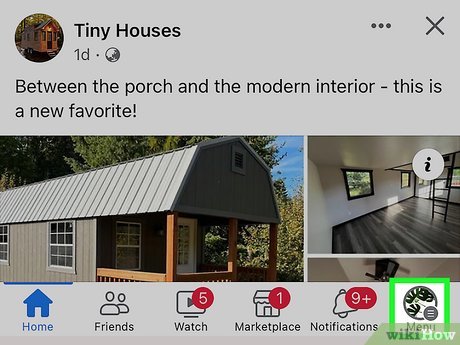 Tiny Houses
1d ·
Between the porch and the modern interior - this is
a new favorite!
i
5
1
9+
Home
Friends
Watch
Marketplace
Notifications
Menu
wikiHow